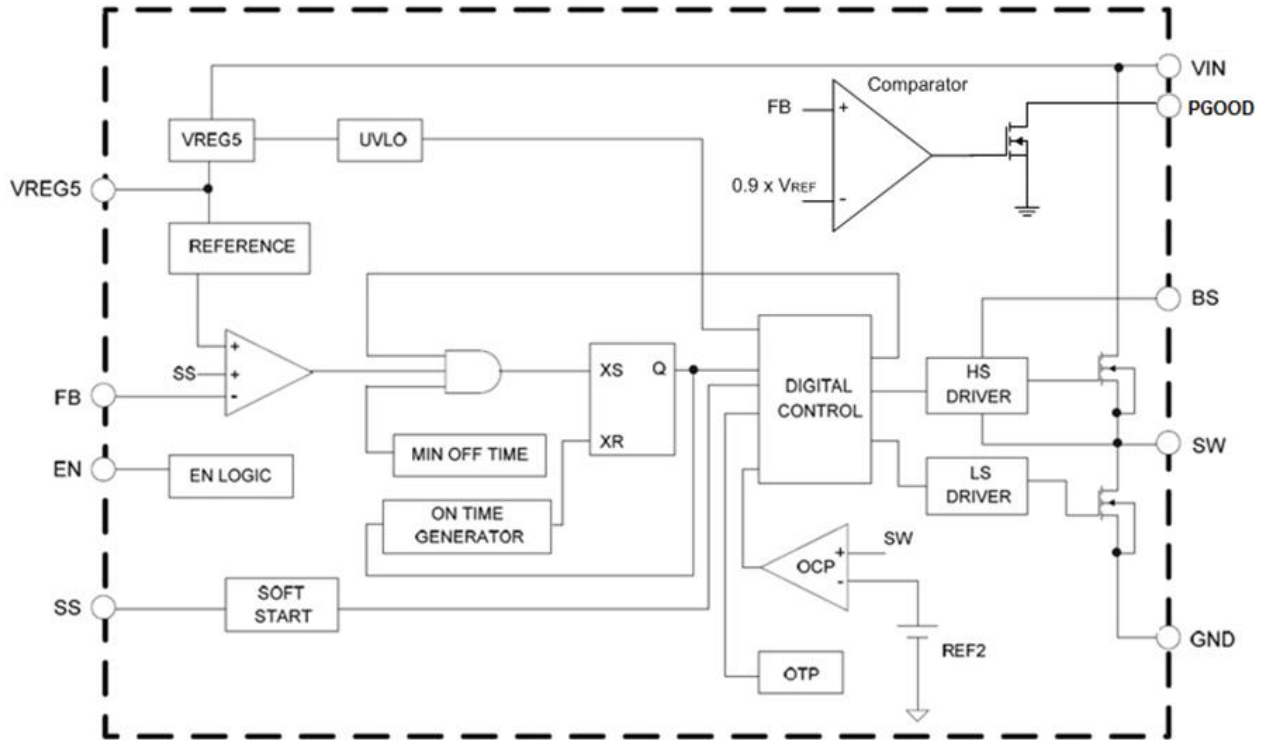 VIN
Comparator
FB
+
PGOOD
VREG5
UVLO
VREG5
0.9 x VREF
-
REFERENCE
BS
+
SS
+
-
FB
XS
Q
XR
DIGITAL
CONTROL
HS
DRIVER
SW
MIN OFF TIME
EN
EN LOGIC
LS
DRIVER
ON TIME
GENERATOR
SW
+
OCP
-
SS
SOFT
START
GND
REF2
OTP